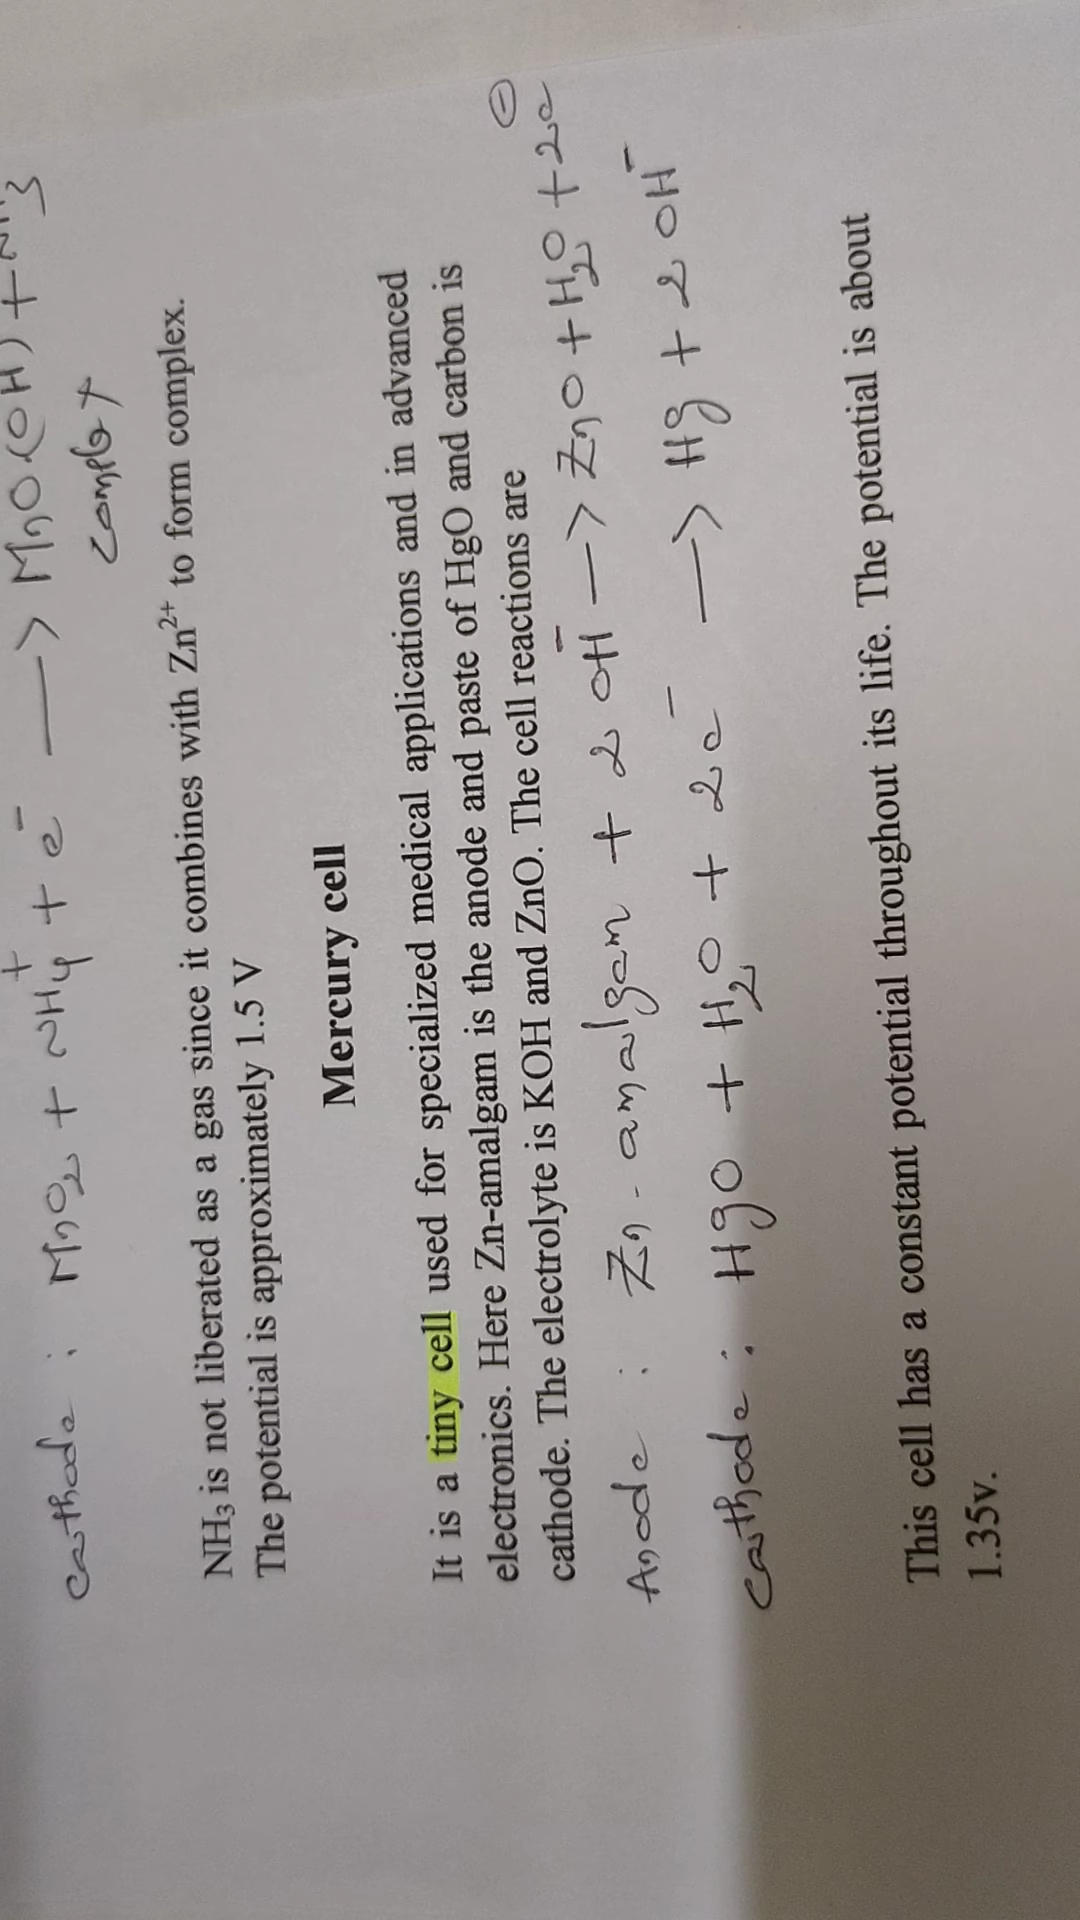 cathode : MnO₂ + NH₄⁺ + e⁻ —> MnO(OH) + NH₃
complex
NH₃ is not liberated as a gas since it combines with Zn²⁺ to form complex.
The potential is approximately 1.5 V
Mercury cell
It is a tiny cell used for specialized medical applications and in advanced
electronics. Here Zn-amalgam is the anode and paste of HgO and carbon is
cathode. The electrolyte is KOH and ZnO. The cell reactions are
Anode : Zn-amalgam + 2 OH⁻ —> ZnO + H₂O + 2e⊖
cathode : HgO + H₂O + 2e⁻ —> Hg + 2 OH⁻
This cell has a constant potential throughout its life. The potential is about
1.35v.